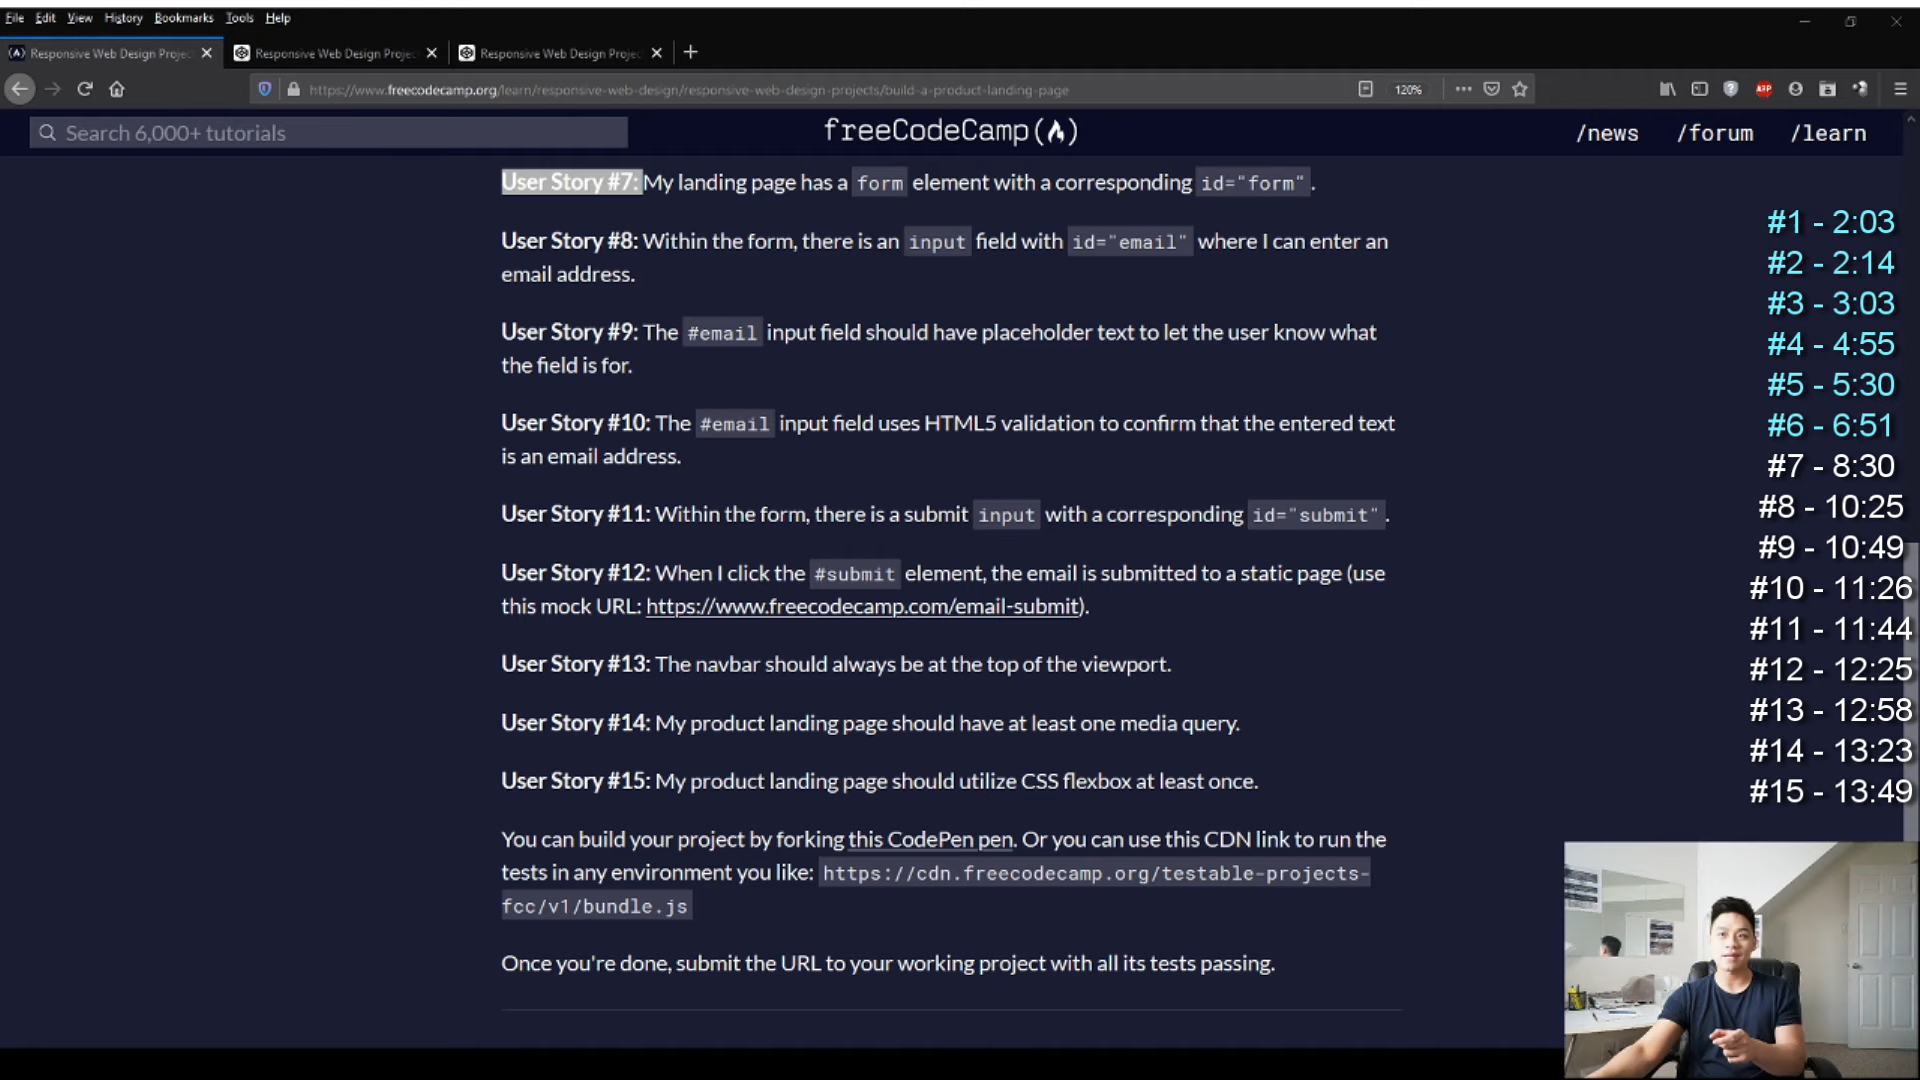 File Edit View History Bookmarks Tools Help
Responsive Web Design Projec
Responsive Web Design Projec
Responsive Web Design Projec
https://www.freecodecamp.org/learn/responsive-web-design/responsive-web-design-projects/build-a-product-landing-page
120%
ABP
Search 6,000+ tutorials
freeCodeCamp
/news /forum /learn
User Story #7: My landing page has a form element with a corresponding id="form".
User Story #8: Within the form, there is an input field with id="email" where I can enter an
email address.
User Story #9: The #email input field should have placeholder text to let the user know what
the field is for.
User Story #10: The #email input field uses HTML5 validation to confirm that the entered text
is an email address.
User Story #11: Within the form, there is a submit input with a corresponding id="submit".
User Story #12: When I click the #submit element, the email is submitted to a static page (use
this mock URL: https://www.freecodecamp.com/email-submit).
User Story #13: The navbar should always be at the top of the viewport.
User Story #14: My product landing page should have at least one media query.
User Story #15: My product landing page should utilize CSS flexbox at least once.
You can build your project by forking this CodePen pen. Or you can use this CDN link to run the
tests in any environment you like: https://cdn.freecodecamp.org/testable-projects-
fcc/v1/bundle.js
Once you're done, submit the URL to your working project with all its tests passing.
#1 - 2:03
#2 - 2:14
#3 - 3:03
#4 - 4:55
#5 - 5:30
#6 - 6:51
#7 - 8:30
#8 - 10:25
#9 - 10:49
#10 - 11:26
#11 - 11:44
#12 - 12:25
#13 - 12:58
#14 - 13:23
#15 - 13:49